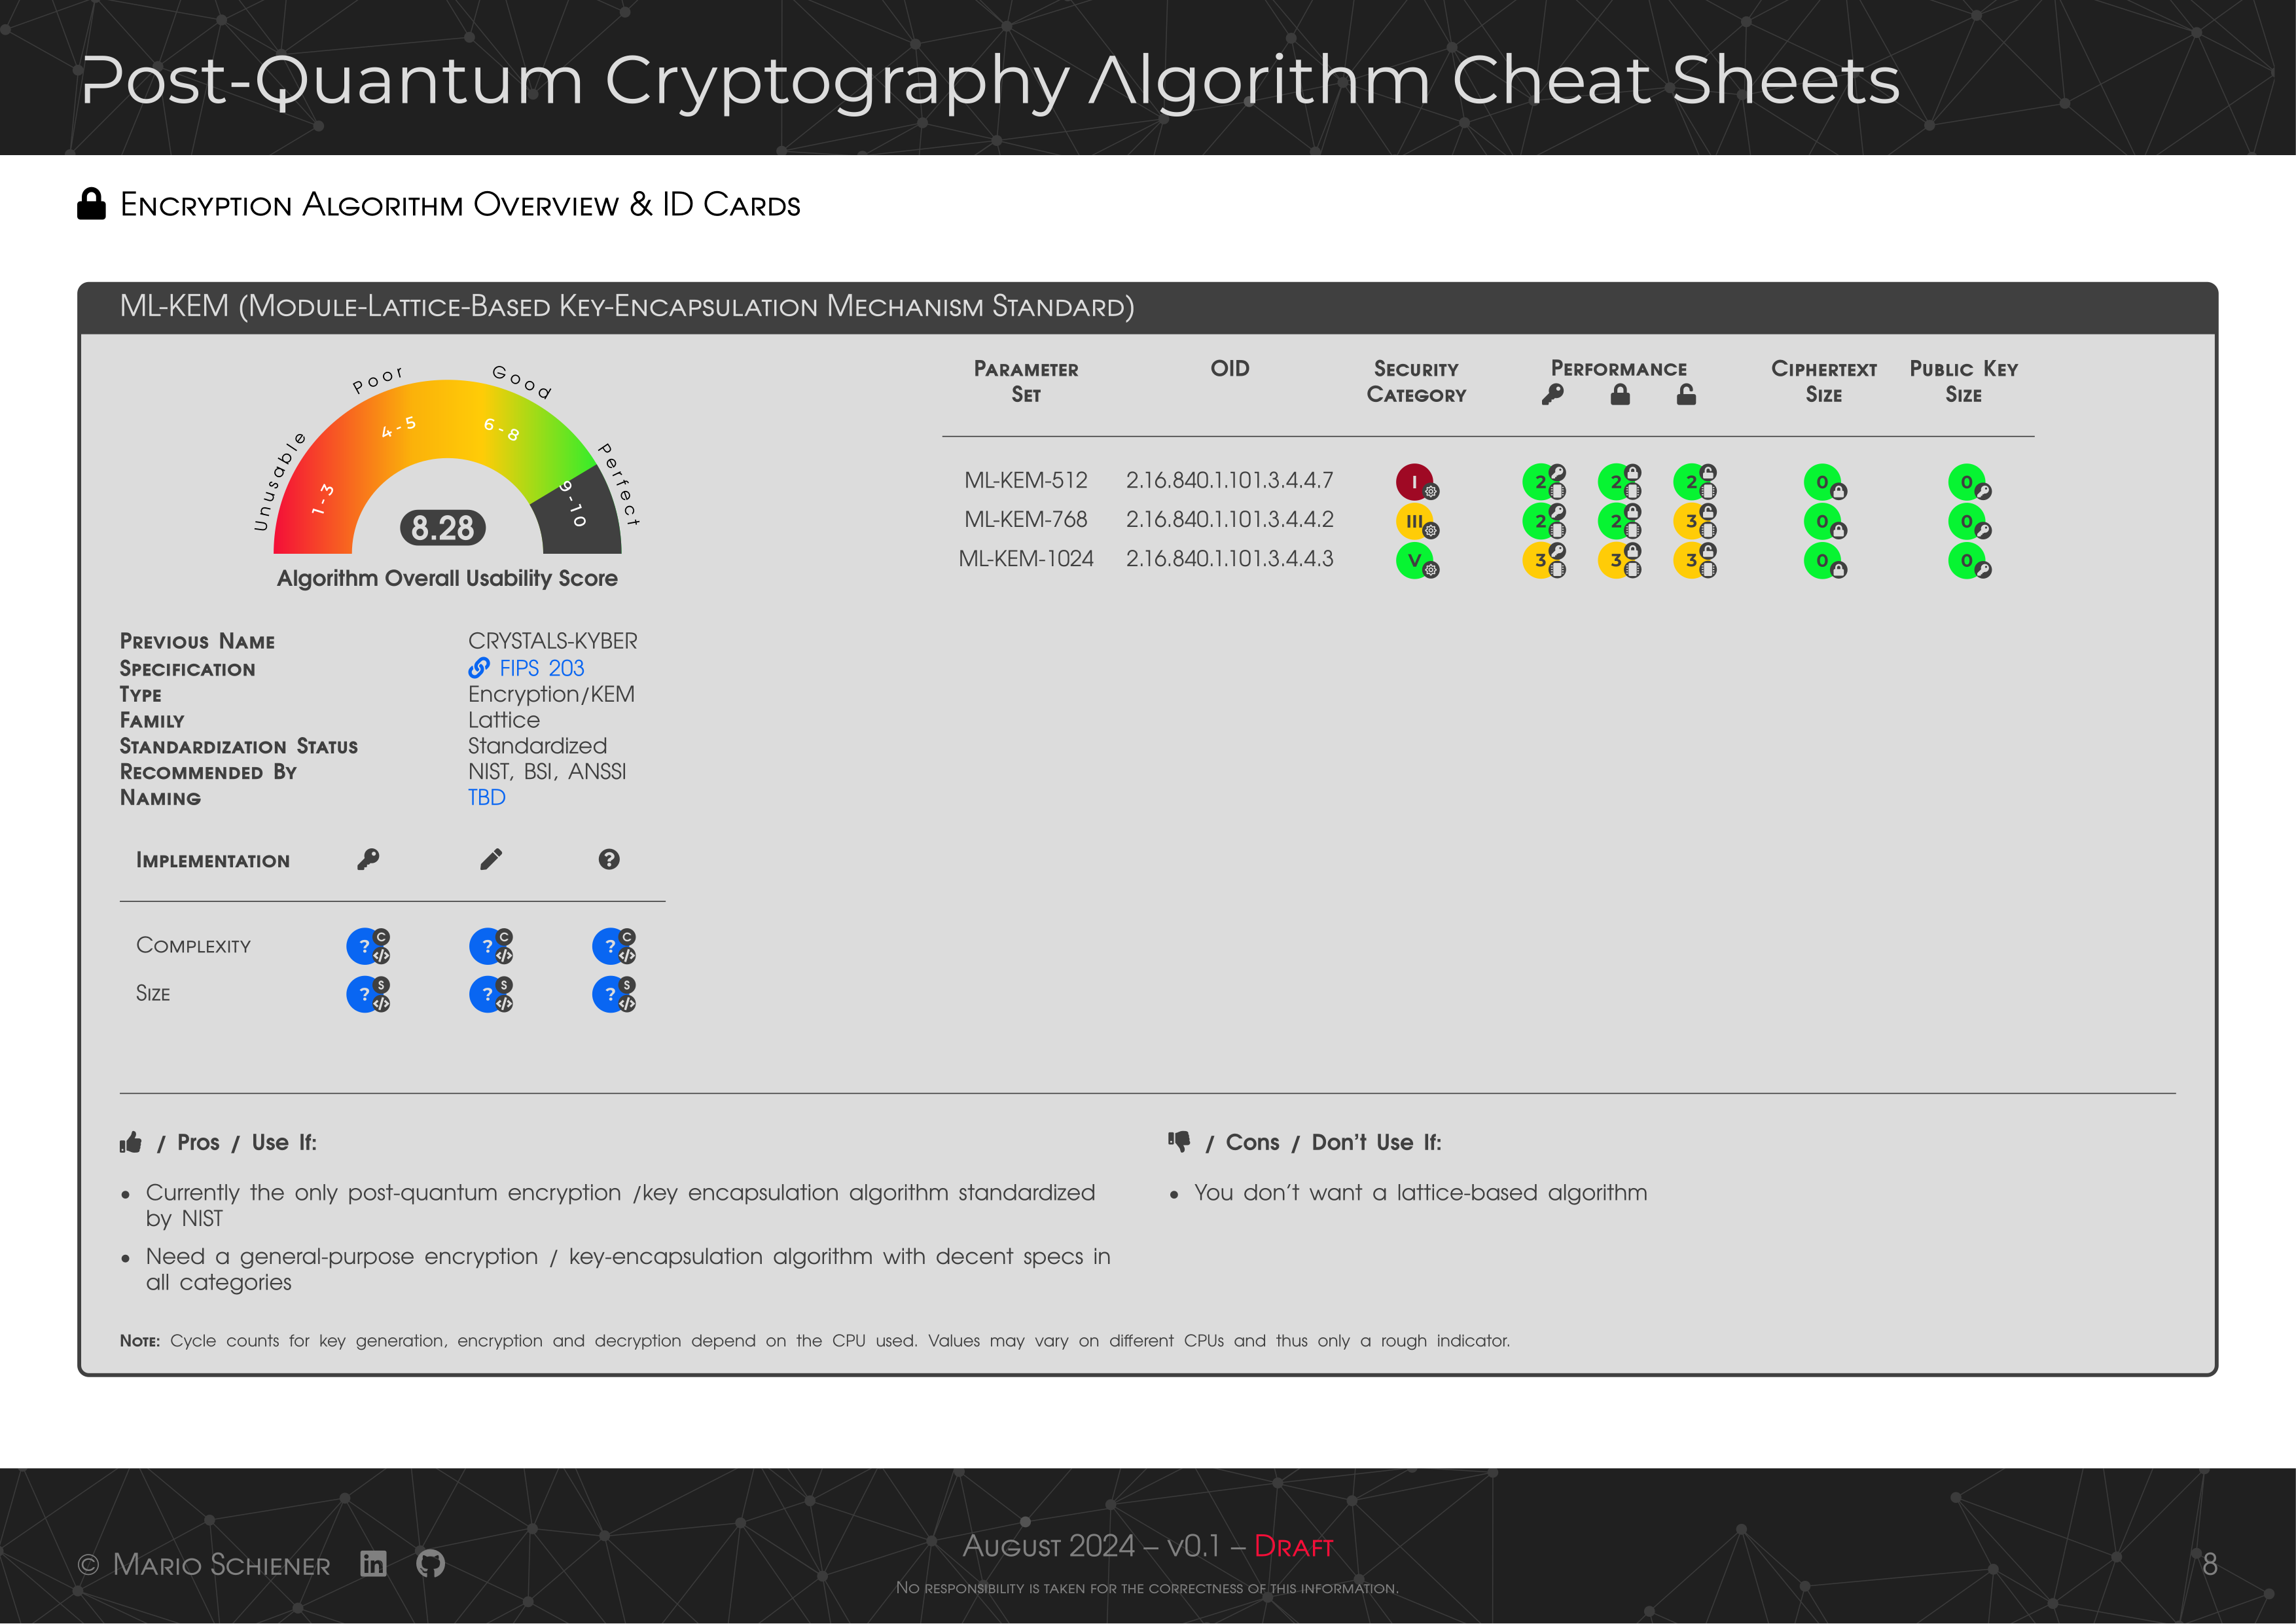 Post-Quantum Cryptography Algorithm Cheat Sheets
Encryption Algorithm Overview & ID Cards
ML-KEM (Module-Lattice-Based Key-Encapsulation Mechanism Standard)
Unusable Poor Good Perfect
1-3 4-5 6-8 9-10
8.28
Algorithm Overall Usability Score
Previous Name CRYSTALS-KYBER
Specification FIPS 203
Type Encryption/KEM
Family Lattice
Standardization Status Standardized
Recommended By NIST, BSI, ANSSI
Naming TBD
Implementation ?
Complexity ? C </> ? C </> ? C </>
Size ? S </> ? S </> ? S </>
Parameter OID Security Performance Ciphertext Public Key
Set Category Size Size
ML-KEM-512 2.16.840.1.101.3.4.4.7 I 2 2 2 0 0
ML-KEM-768 2.16.840.1.101.3.4.4.2 III 2 2 3 0 0
ML-KEM-1024 2.16.840.1.101.3.4.4.3 V 3 3 3 0 0
/ Pros / Use If:
• Currently the only post-quantum encryption /key encapsulation algorithm standardized
by NIST
• Need a general-purpose encryption / key-encapsulation algorithm with decent specs in
all categories
/ Cons / Don't Use If:
• You don't want a lattice-based algorithm
Note: Cycle counts for key generation, encryption and decryption depend on the CPU used. Values may vary on different CPUs and thus only a rough indicator.
© Mario Schiener in
August 2024 – v0.1 – Draft
No responsibility is taken for the correctness of this information.
8